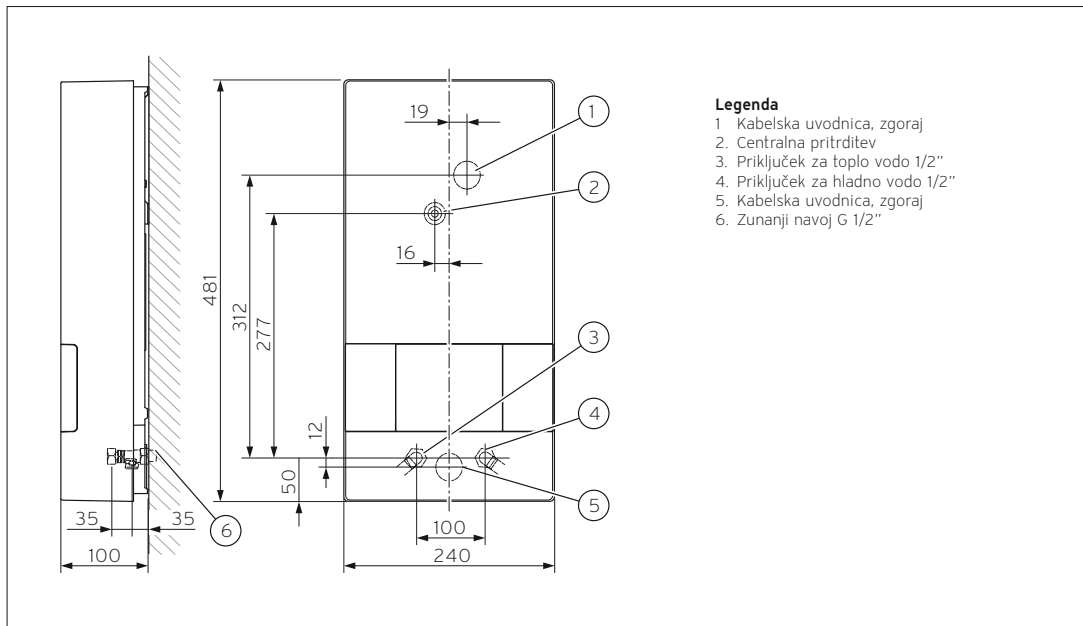 19
1
2
16
481
312
277
3
4
12
50
5
35
35
6
100
100
240
Legenda
1 Kabelska uvodnica, zgoraj
2. Centralna pritrditev
3. Priključek za toplo vodo 1/2”
4. Priključek za hladno vodo 1/2”
5. Kabelska uvodnica, zgoraj
6. Zunanji navoj G 1/2”